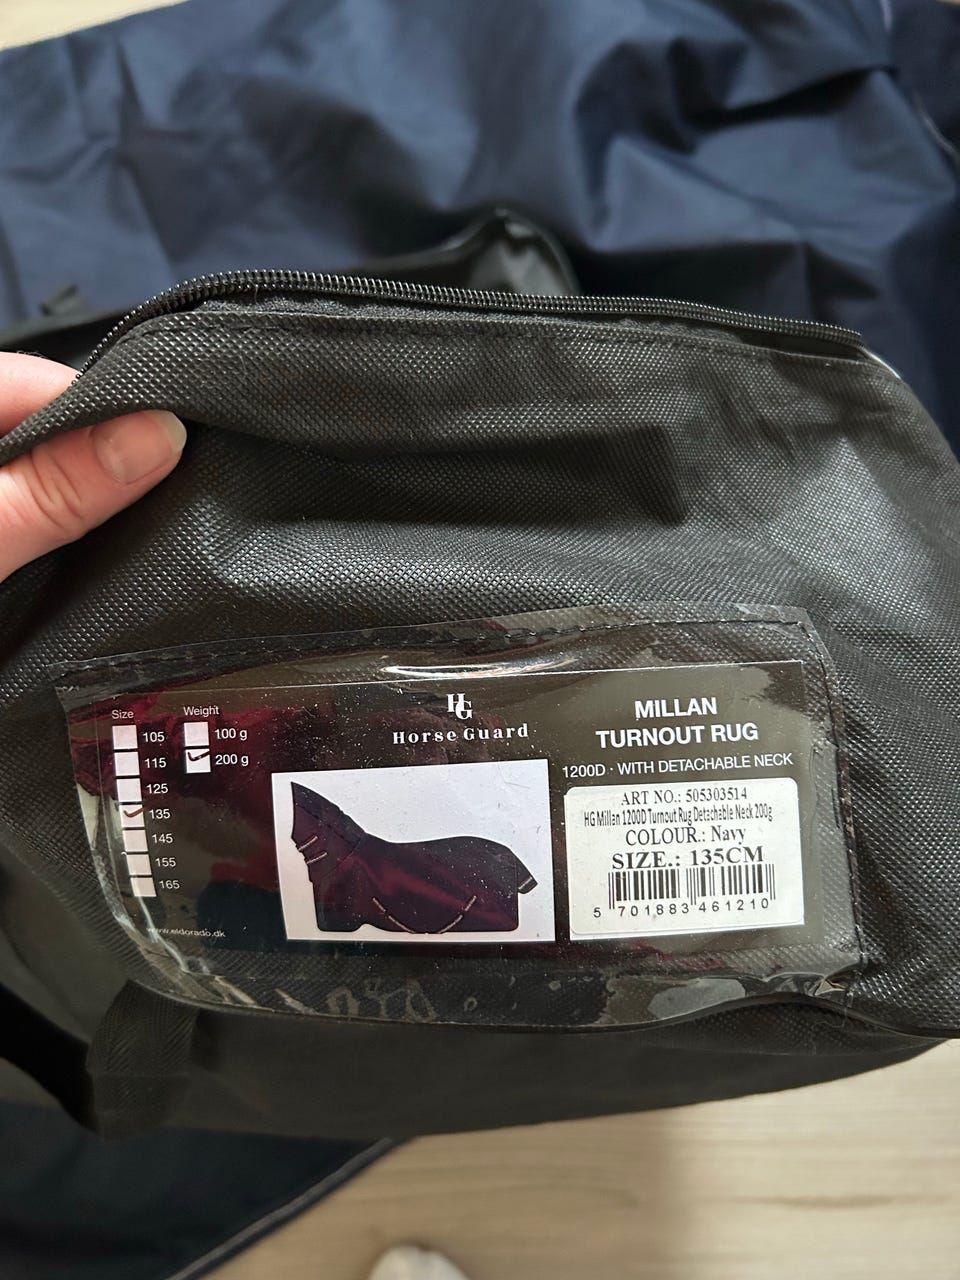 Size
105
115
125
135
145
155
165
Weight
100 g
200 g
www.eldorado.dk
HG
Horse Guard
MILLAN
TURNOUT RUG
1200D · WITH DETACHABLE NECK
ART NO.: 505303514
HG Millan 1200D Turnout Rug Detachable Neck 200g
COLOUR.: Navy
SIZE.: 135CM
5 701883 461210